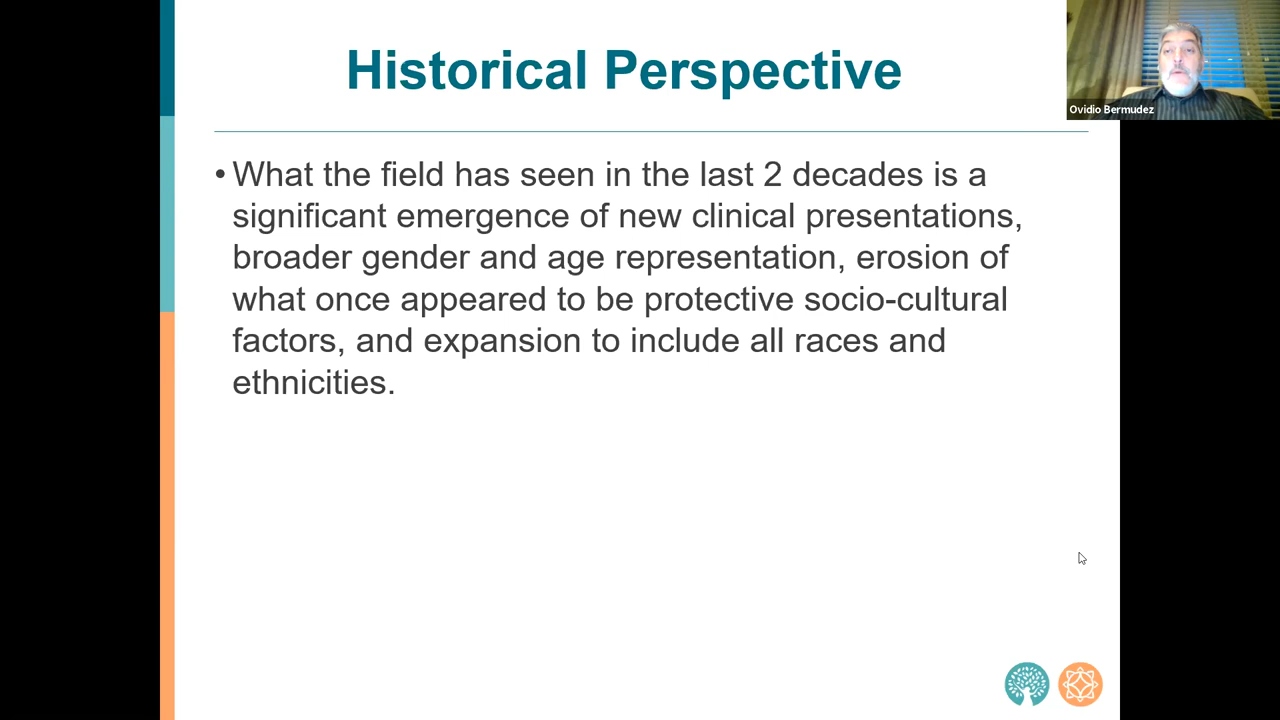 Historical Perspective
Ovidio Bermudez
• What the field has seen in the last 2 decades is a
significant emergence of new clinical presentations,
broader gender and age representation, erosion of
what once appeared to be protective socio-cultural
factors, and expansion to include all races and
ethnicities.